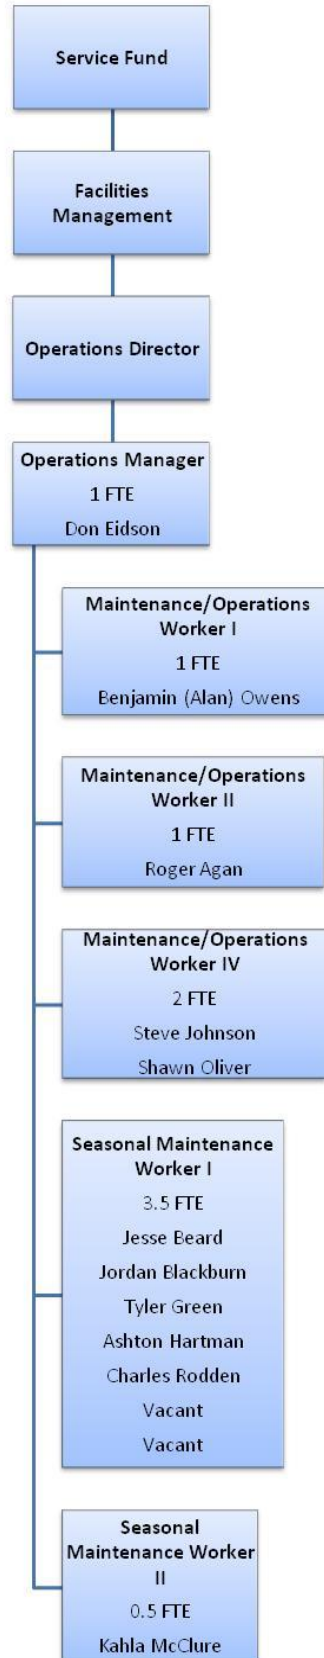 Service Fund
Facilities
Management
Operations Director
Operations Manager
1 FTE
Don Eidson
Maintenance/Operations
Worker I
1 FTE
Benjamin (Alan) Owens
Maintenance/Operations
Worker II
1 FTE
Roger Agan
Maintenance/Operations
Worker IV
2 FTE
Steve Johnson
Shawn Oliver
Seasonal Maintenance
Worker I
3.5 FTE
Jesse Beard
Jordan Blackburn
Tyler Green
Ashton Hartman
Charles Rodden
Vacant
Vacant
Seasonal
Maintenance Worker
II
0.5 FTE
Kahla McClure